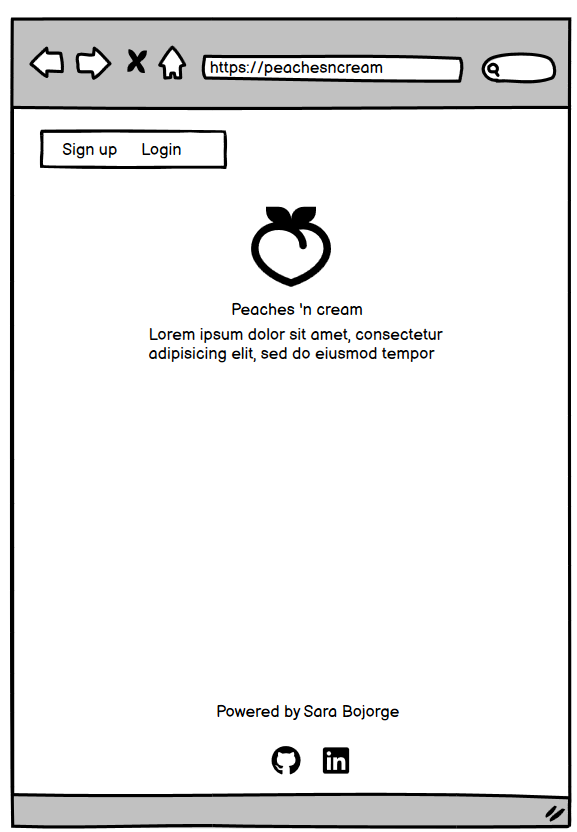 https://peachesncream
Sign up Login
Peaches 'n cream
Lorem ipsum dolor sit amet, consectetur
adipisicing elit, sed do eiusmod tempor
Powered by Sara Bojorge
in